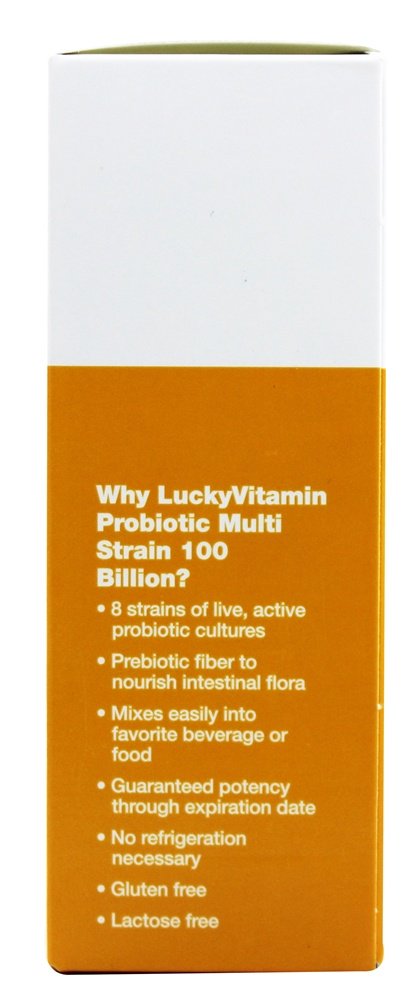 Why LuckyVitamin
Probiotic Multi
Strain 100
Billion?
• 8 strains of live, active
probiotic cultures
• Prebiotic fiber to
nourish intestinal flora
• Mixes easily into
favorite beverage or
food
• Guaranteed potency
through expiration date
• No refrigeration
necessary
• Gluten free
• Lactose free